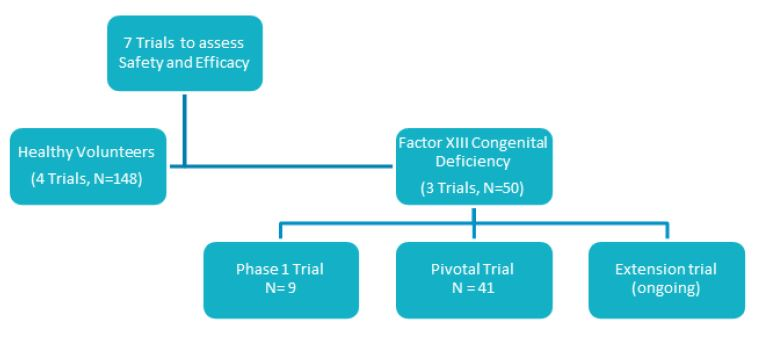 7 Trials to assess
Safety and Efficacy
Healthy Volunteers
(4 Trials, N=148)
Factor XIII Congenital
Deficiency
(3 Trials, N=50)
Phase 1 Trial
N= 9
Pivotal Trial
N = 41
Extension trial
(ongoing)